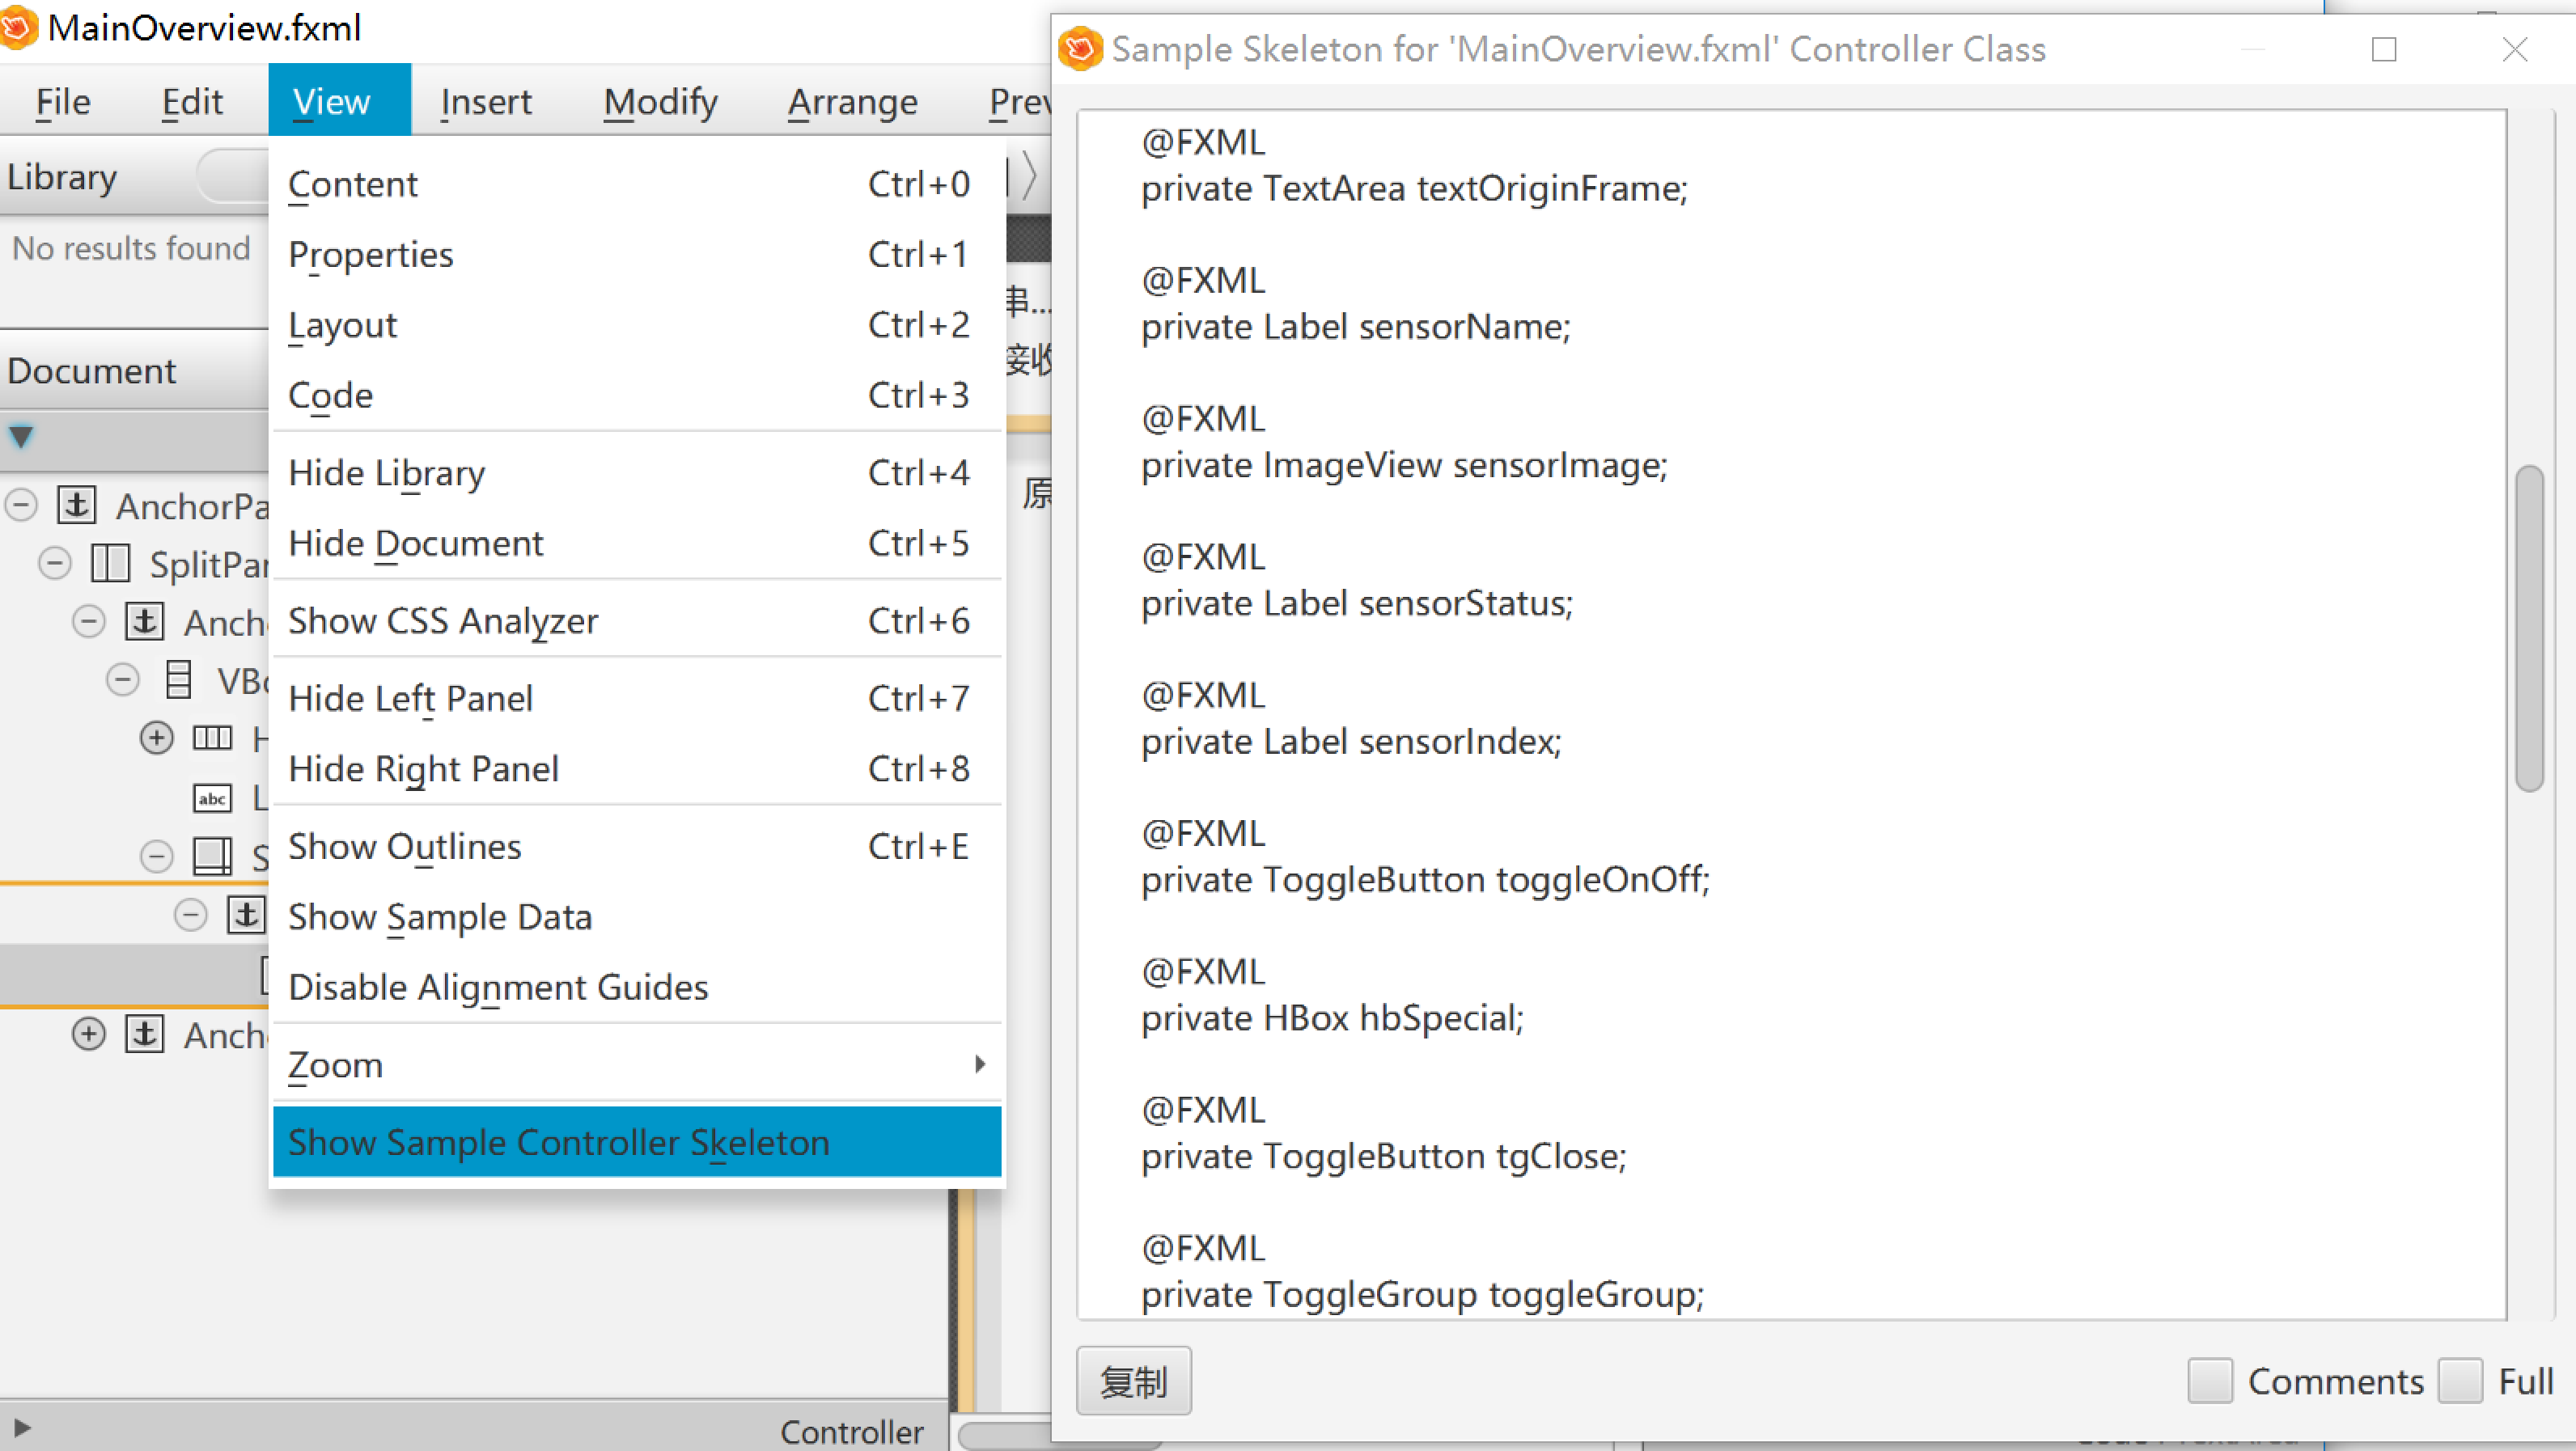 MainOverview.fxml
File Edit View Insert Modify Arrange
Library
No results found
Document
Content Ctrl+0
Properties Ctrl+1
Layout Ctrl+2
Code Ctrl+3
Hide Library Ctrl+4
Hide Document Ctrl+5
Show CSS Analyzer Ctrl+6
Hide Left Panel Ctrl+7
Hide Right Panel Ctrl+8
Show Outlines Ctrl+E
Show Sample Data
Disable Alignment Guides
Zoom
Show Sample Controller Skeleton
AnchorPa
SplitPan
Ancho
VBo
H
abc L
S
Ancho
Controller
串...
接收
原
Sample Skeleton for 'MainOverview.fxml' Controller Class
@FXML
private TextArea textOriginFrame;
@FXML
private Label sensorName;
@FXML
private ImageView sensorImage;
@FXML
private Label sensorStatus;
@FXML
private Label sensorIndex;
@FXML
private ToggleButton toggleOnOff;
@FXML
private HBox hbSpecial;
@FXML
private ToggleButton tgClose;
@FXML
private ToggleGroup toggleGroup;
复制
Comments Full